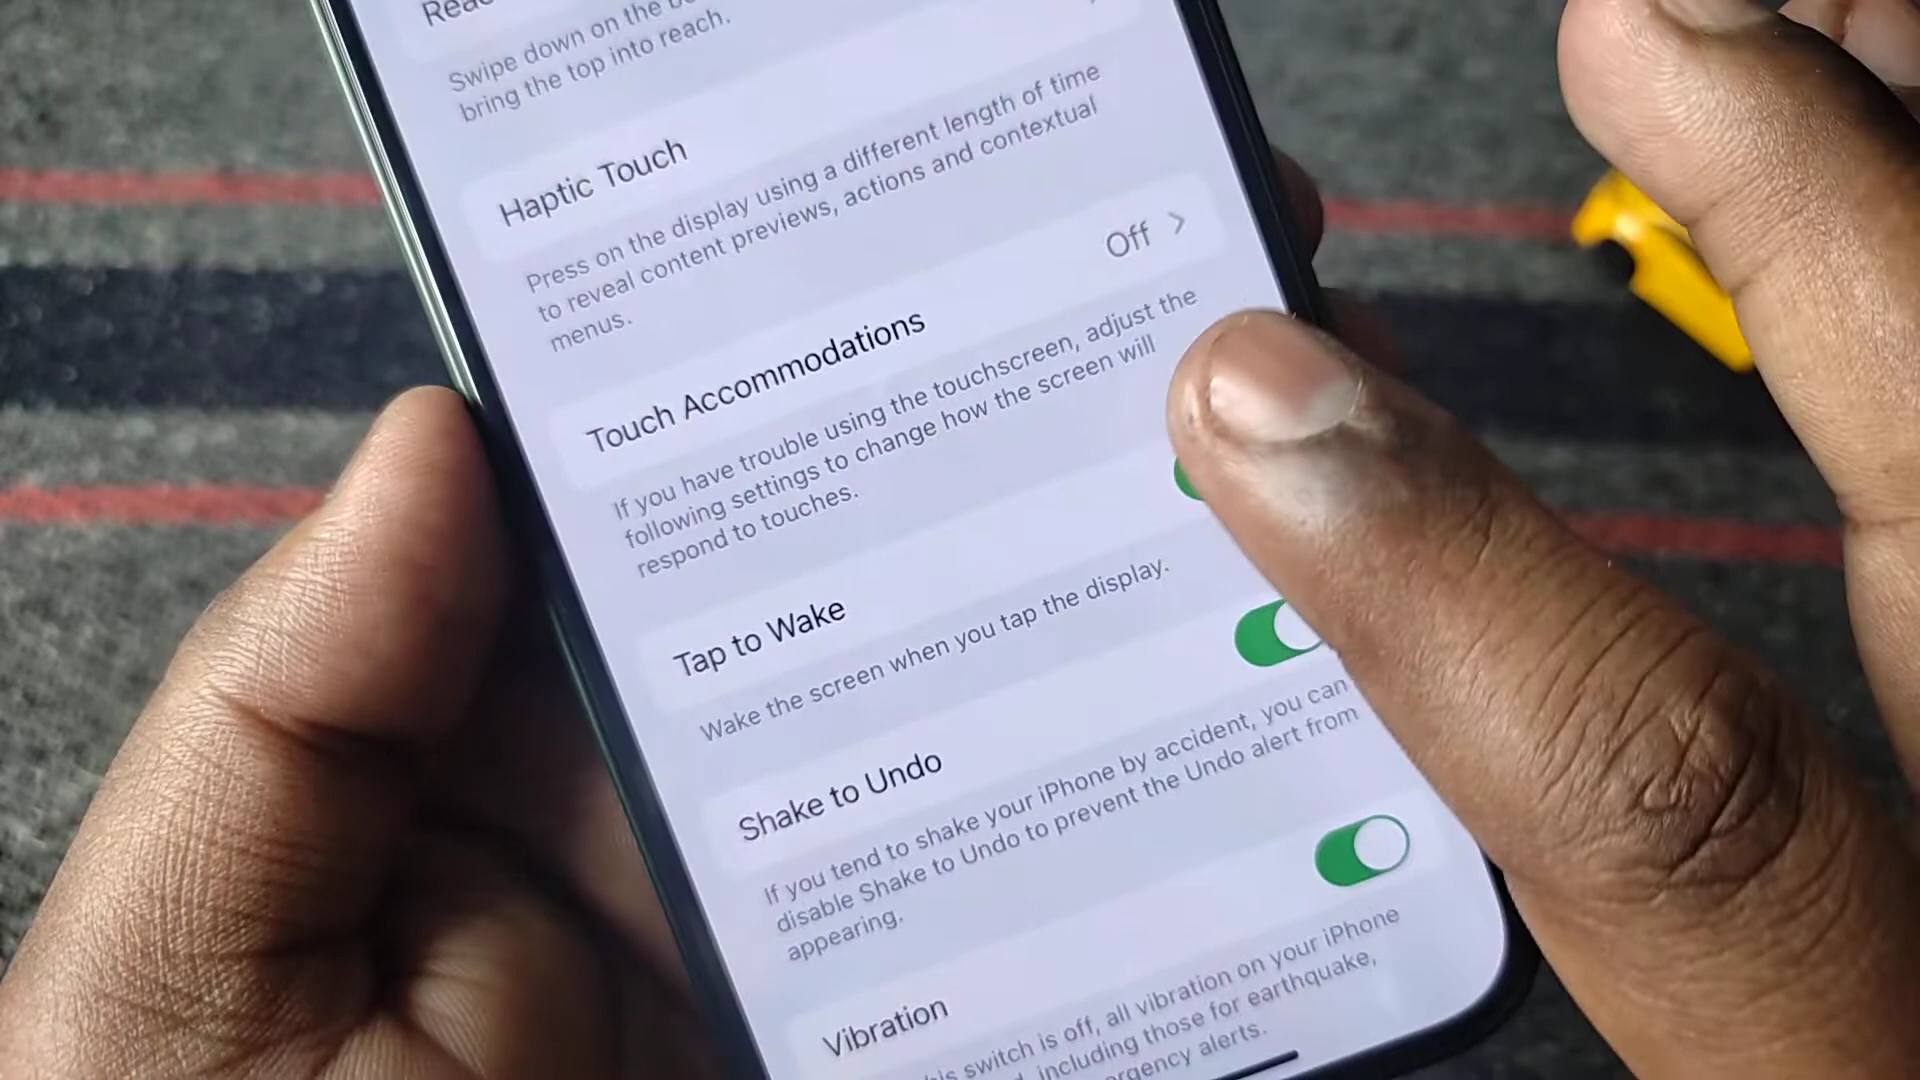 Swipe down on the
bring the top into reach.
Haptic Touch
Press on the display using a different length of time
to reveal content previews, actions and contextual
menus.
Touch Accommodations
Off
If you have trouble using the touchscreen, adjust the
following settings to change how the screen will
respond to touches.
Tap to Wake
Wake the screen when you tap the display.
Shake to Undo
If you tend to shake your iPhone by accident, you can
disable Shake to Undo to prevent the Undo alert from
appearing.
Vibration
switch is off, all vibration on your iPhone
including those for earthquake,
alerts.